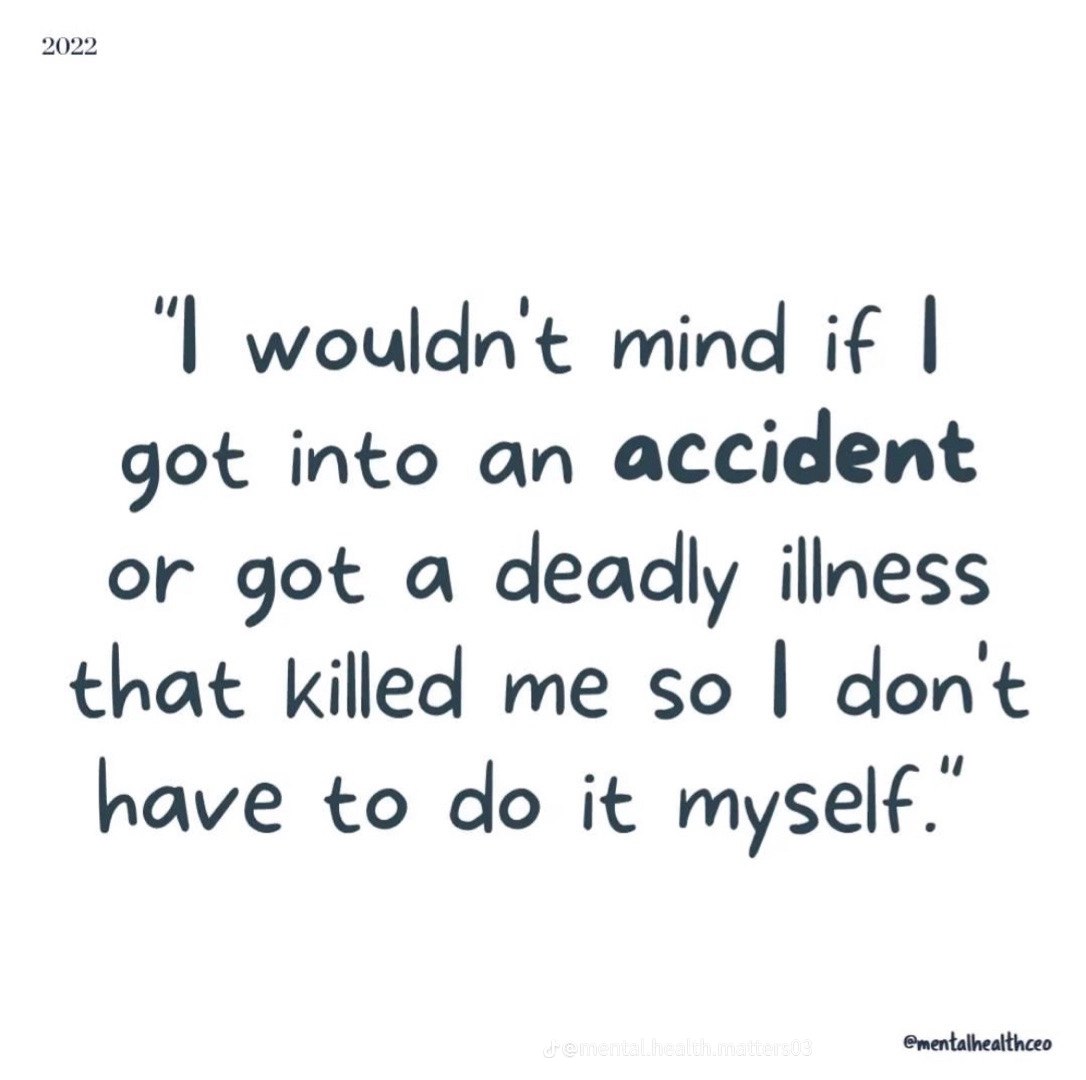 2022
"I wouldn't mind if I
got into an accident
or got a deadly illness
that killed me so I don't
have to do it myself."
@mental.health.matters03
@mentalhealthceo